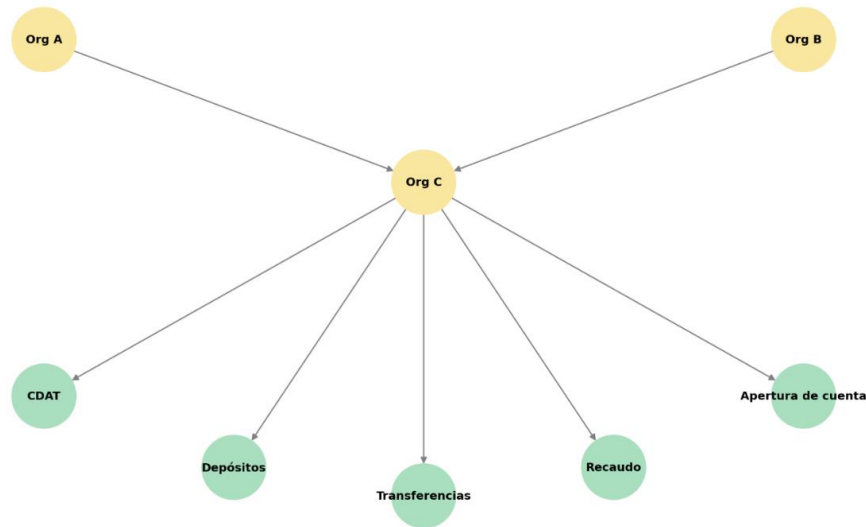 Org A
Org B
Org C
CDAT
Apertura de cuenta
Depósitos
Recaudo
Transferencias